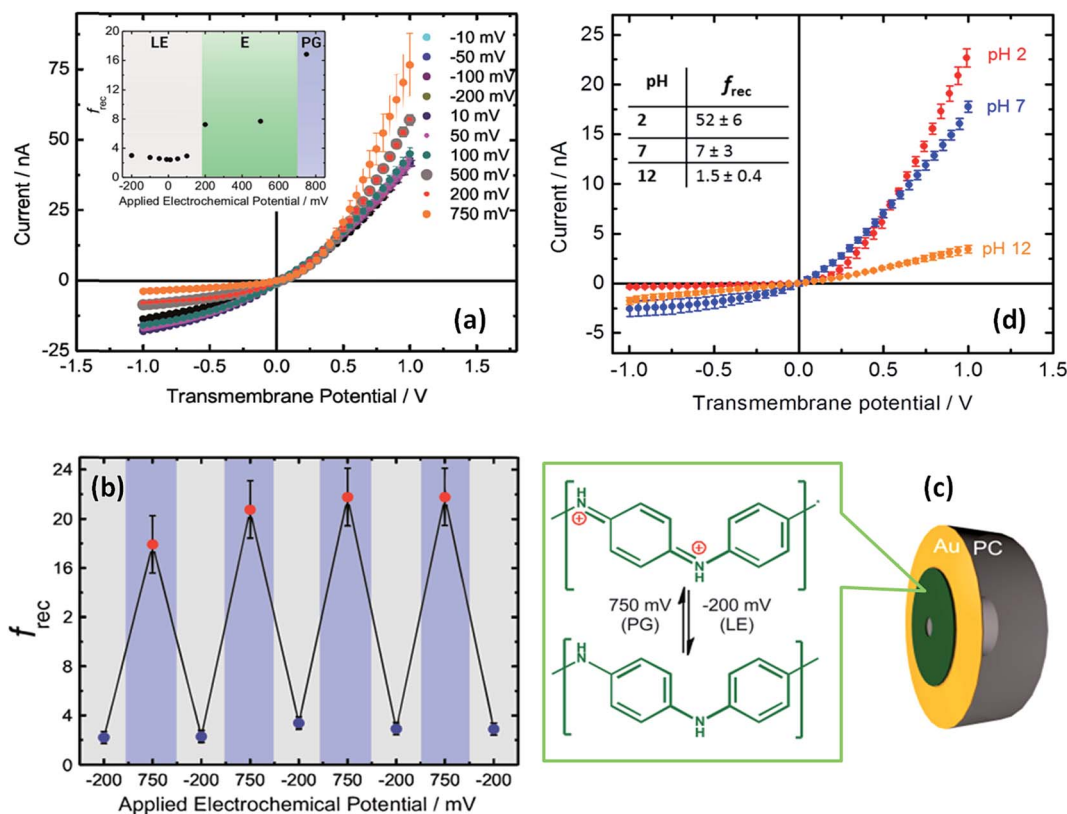 (a)
Current / nA
75
50
25
0
-25
-1.5 -1.0 -0.5 0.0 0.5 1.0 1.5
Transmembrane Potential / V
-10 mV
-50 mV
-100 mV
-200 mV
10 mV
50 mV
100 mV
500 mV
200 mV
750 mV
LE E PG
f rec
20
16
12
8
4
0
-200 0 200 400 600 800
Applied Electrochemical Potential / mV
(d)
Current / nA
25
20
15
10
5
0
-5
-1.0 -0.5 0.0 0.5 1.0 1.5
Transmembrane potential / V
pH f rec
2 52 ± 6
7 7 ± 3
12 1.5 ± 0.4
pH 2
pH 7
pH 12
(b)
f rec
24
20
16
2
8
4
0
-200 750 -200 750 -200 750 -200 750 -200
Applied Electrochemical Potential / mV
(c)
H
N
+
+
N
H
750 mV
(PG)
-200 mV
(LE)
H
N
N
H
Au PC